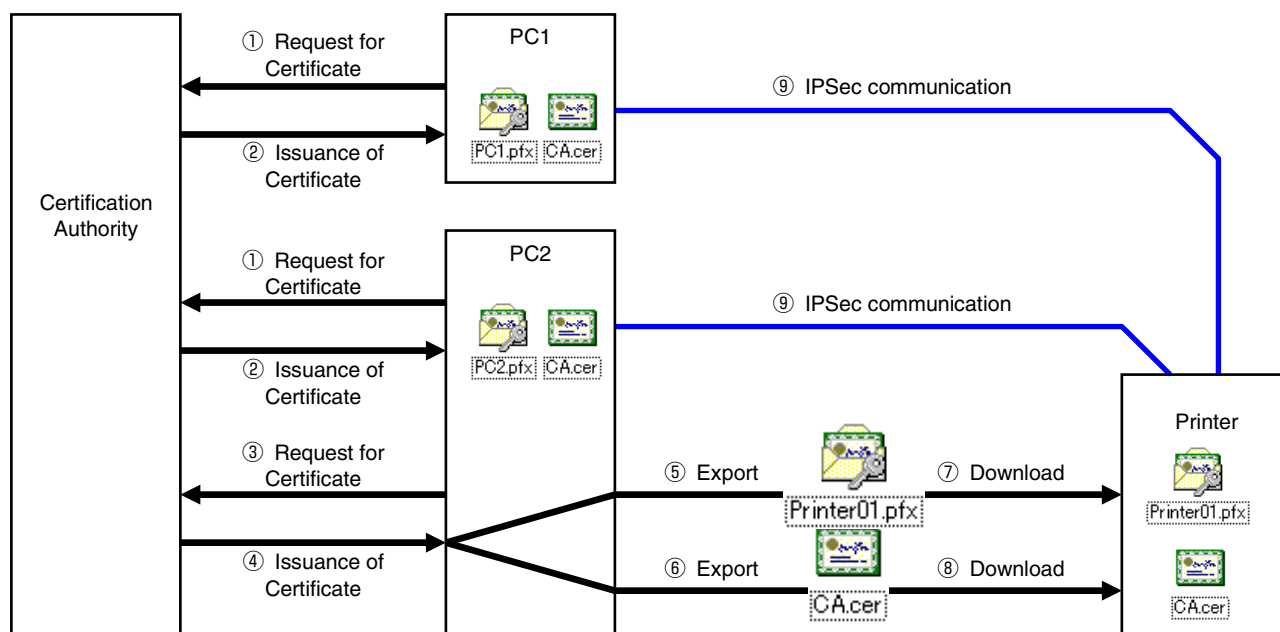 Certification
Authority
① Request for
Certificate
② Issuance of
Certificate
PC1
PC1.pfx
CA.cer
⑨ IPSec communication
① Request for
Certificate
② Issuance of
Certificate
③ Request for
Certificate
④ Issuance of
Certificate
PC2
PC2.pfx
CA.cer
⑨ IPSec communication
⑤ Export
Printer01.pfx
⑦ Download
⑥ Export
CA.cer
⑧ Download
Printer
Printer01.pfx
CA.cer